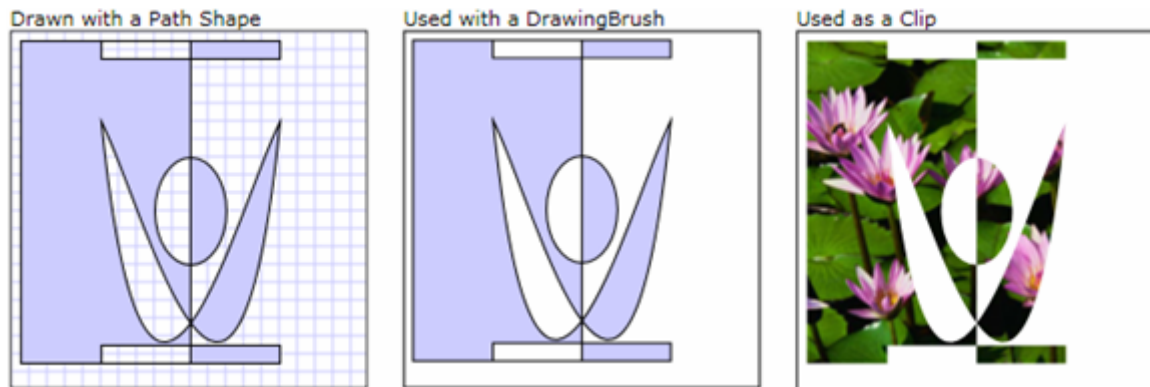 Drawn with a Path Shape
Used with a DrawingBrush
Used as a Clip